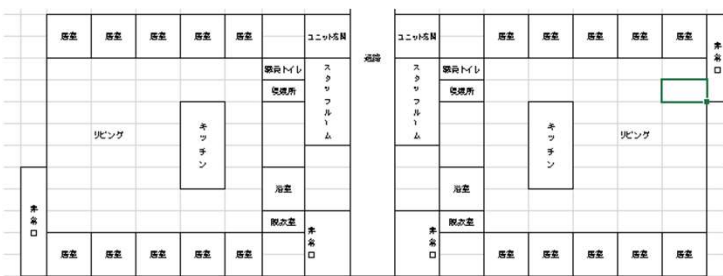 居室 居室 居室 居室 居室 ユニット玄関 通路 ユニット玄関 居室 居室 居室 居室 居室
非常口
職員トイレ スタッフルーム スタッフルーム 職員トイレ
喫煙所 喫煙所
リビング キッチン キッチン リビング
浴室 浴室
非常口
脱衣室 非常口 非常口 脱衣室
居室 居室 居室 居室 居室 居室 居室 居室 居室 居室